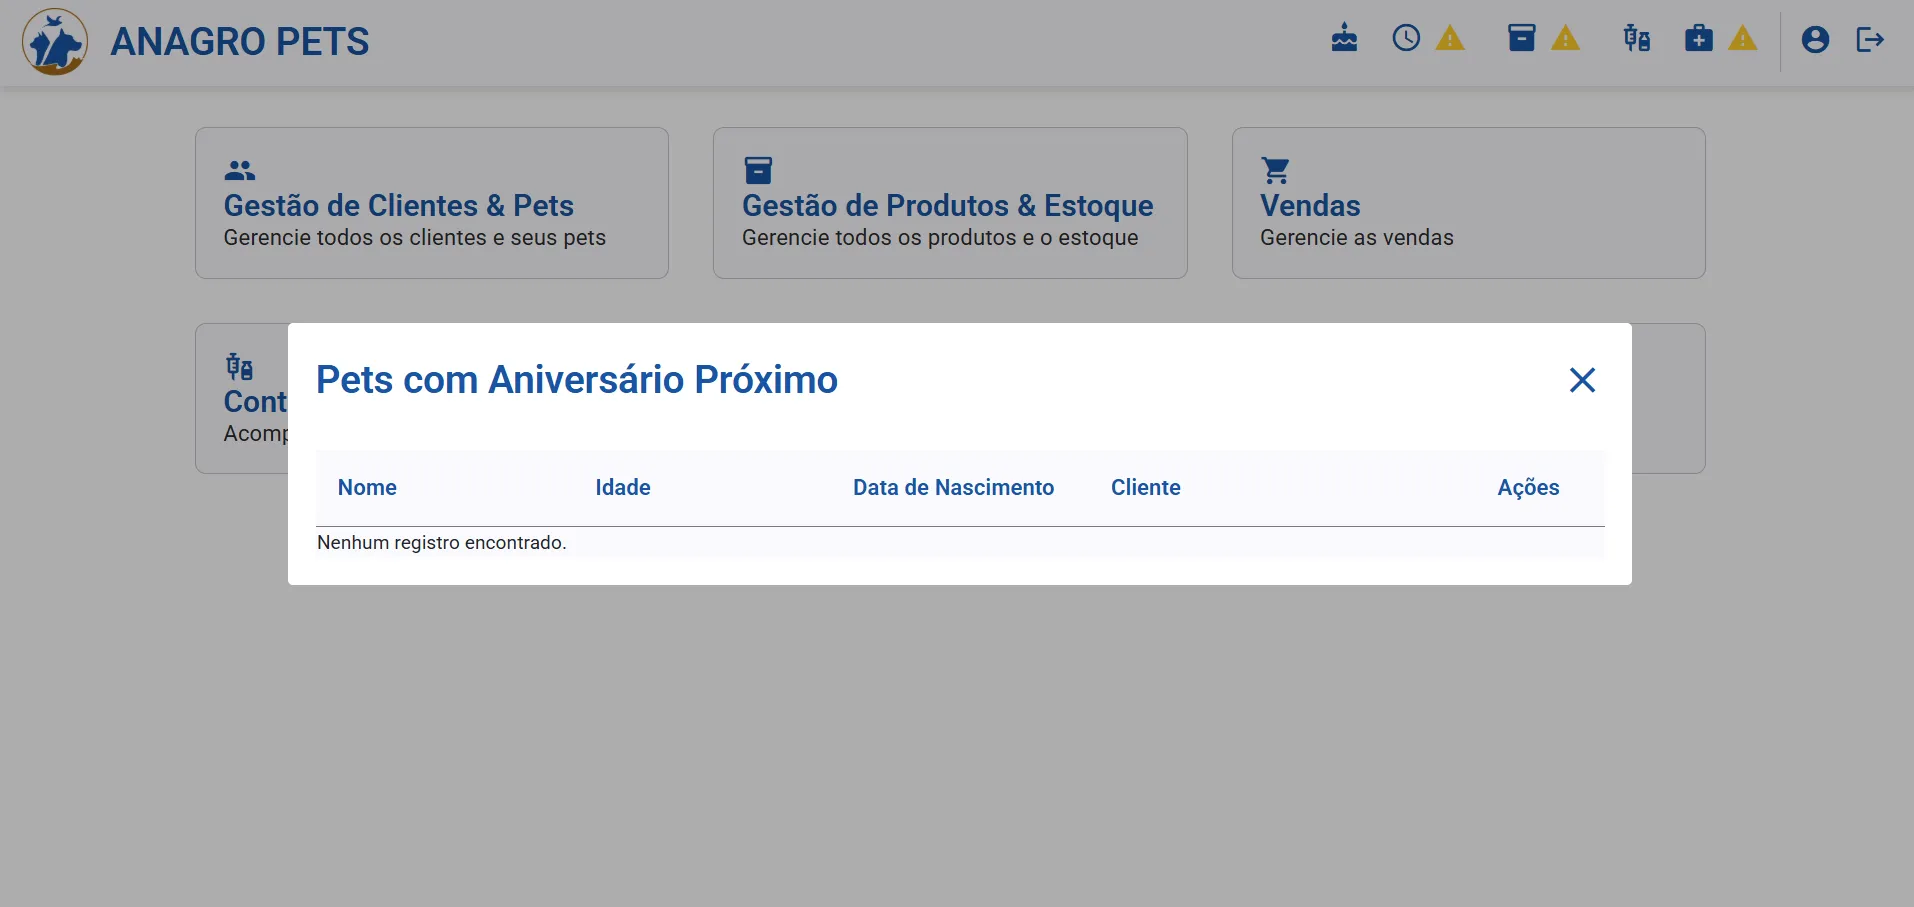 ANAGRO PETS
Gestão de Clientes & Pets
Gerencie todos os clientes e seus pets
Gestão de Produtos & Estoque
Gerencie todos os produtos e o estoque
Vendas
Gerencie as vendas
Cont
Acomp
Pets com Aniversário Próximo
Nome Idade Data de Nascimento Cliente Ações
Nenhum registro encontrado.